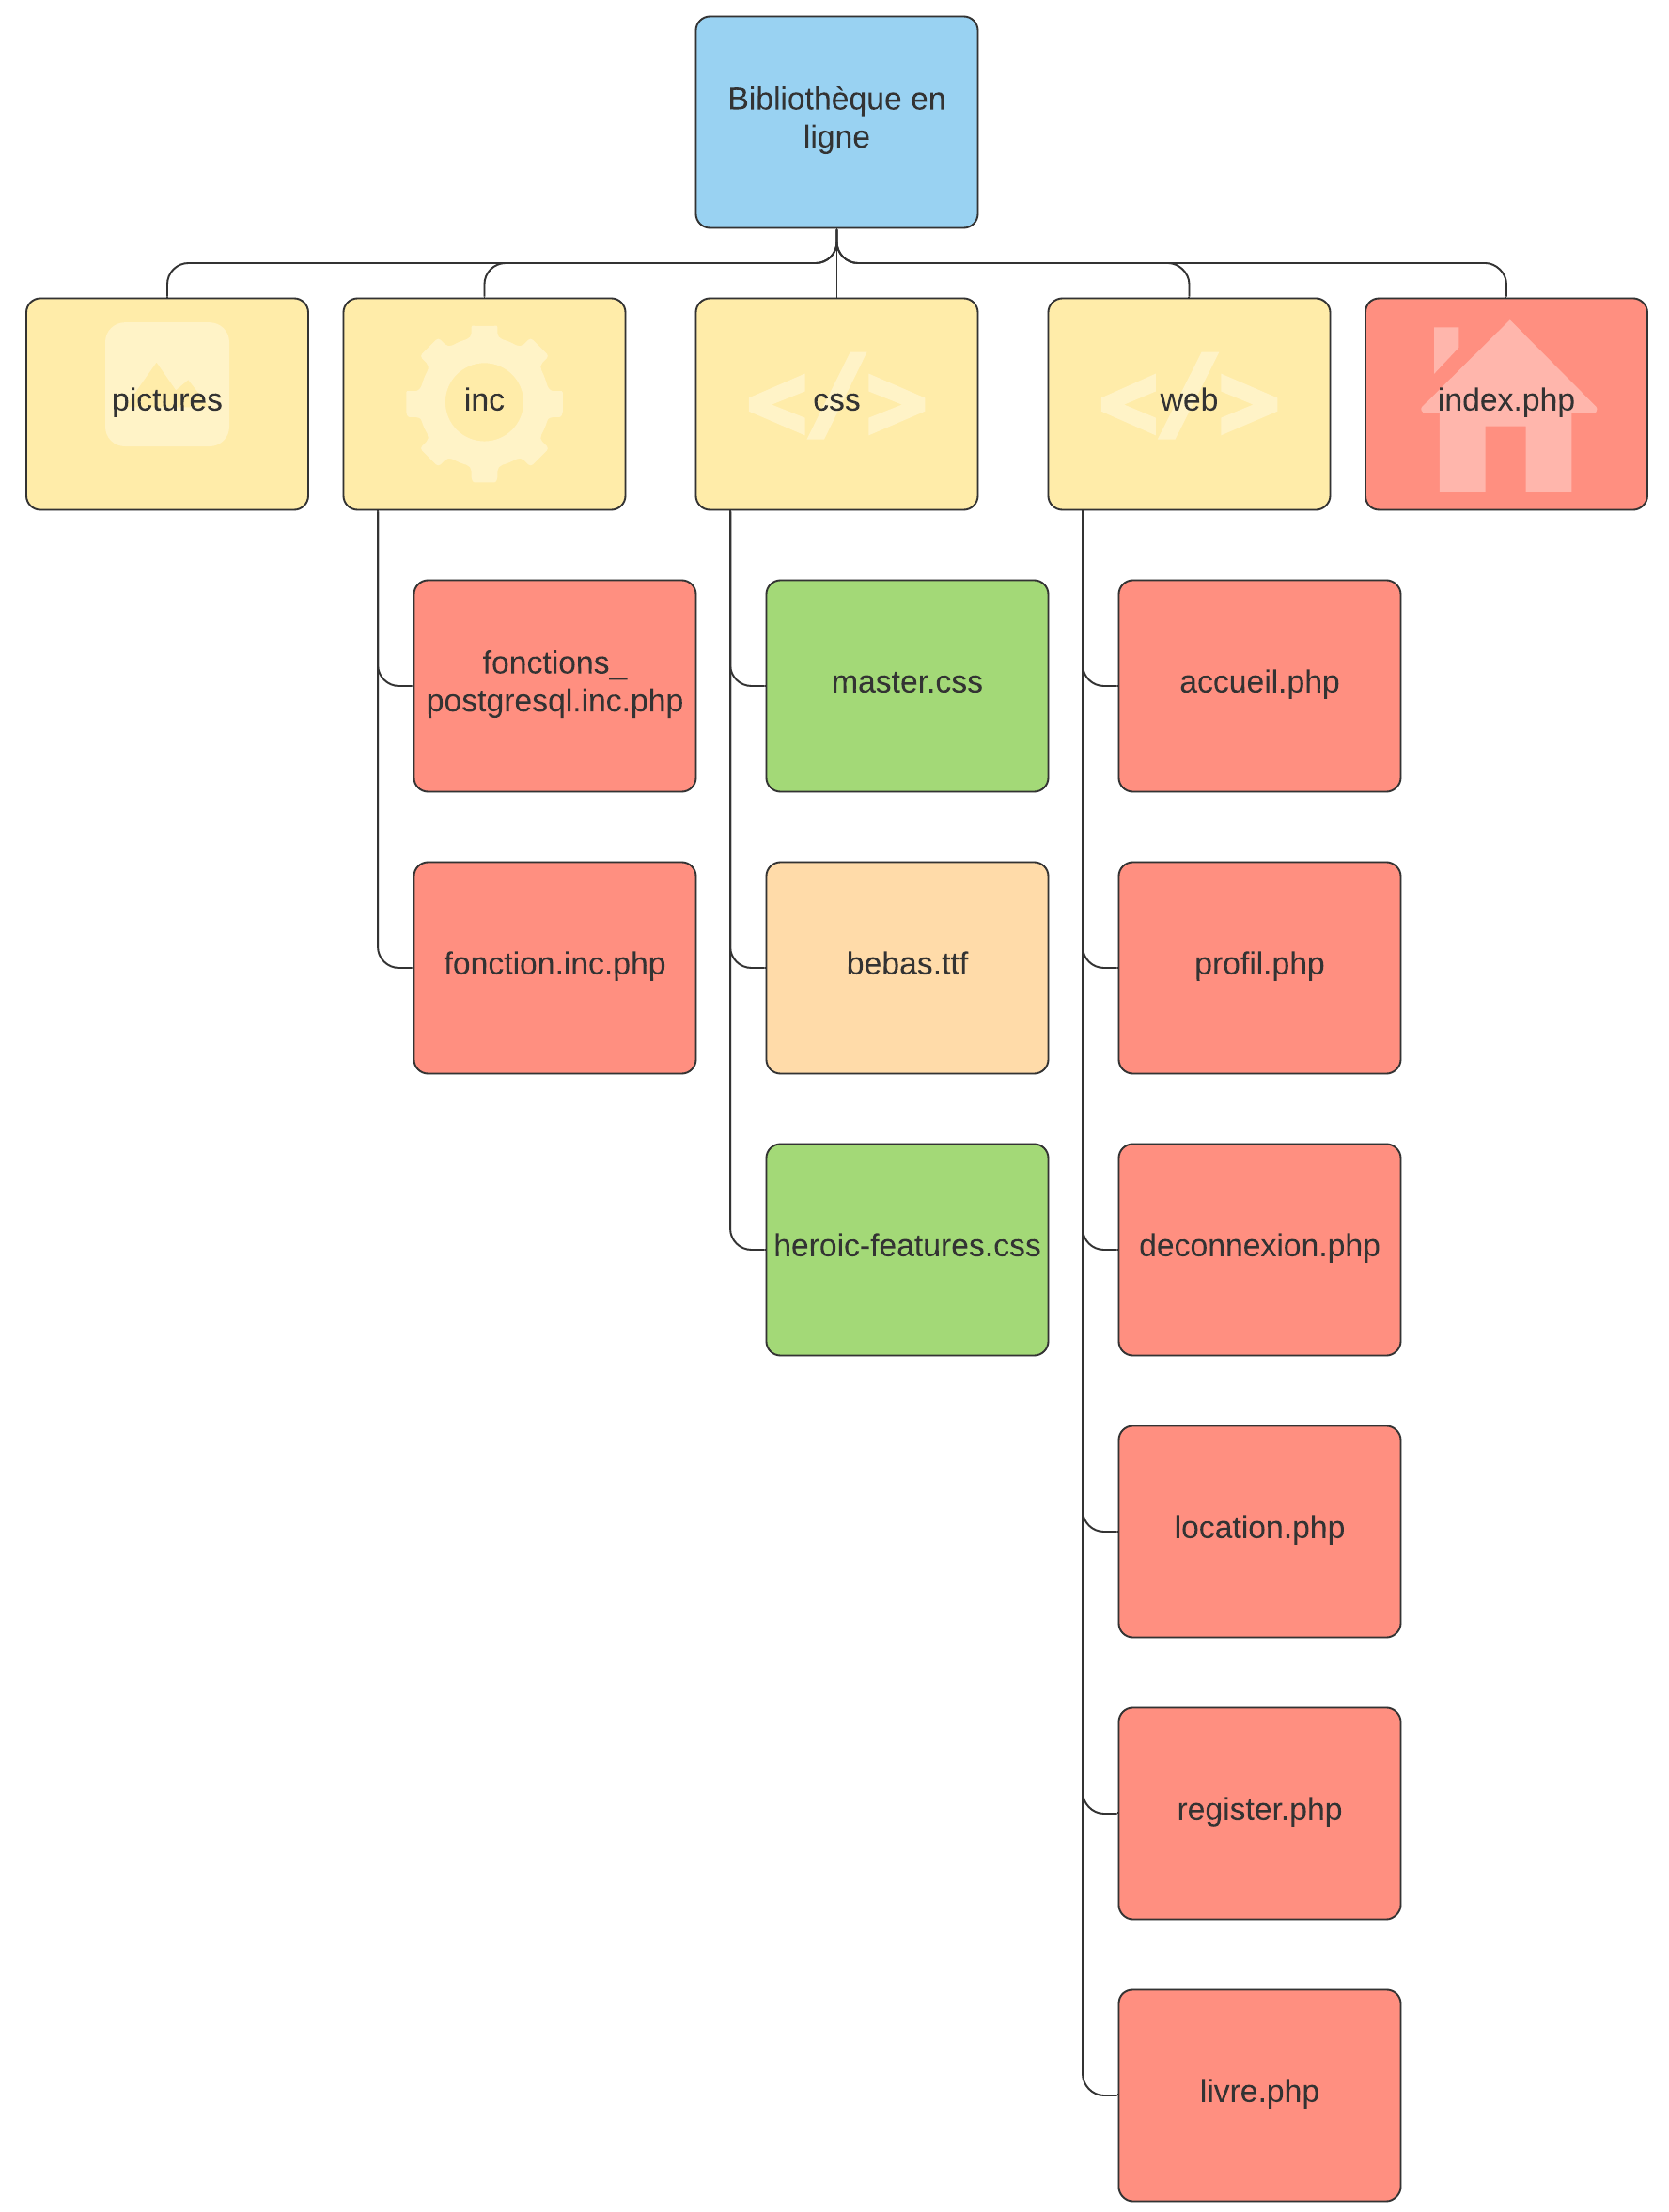 Bibliothèque en
ligne
pictures
inc
css
web
index.php
fonctions_
postgresql.inc.php
master.css
accueil.php
fonction.inc.php
bebas.ttf
profil.php
heroic-features.css
deconnexion.php
location.php
register.php
livre.php